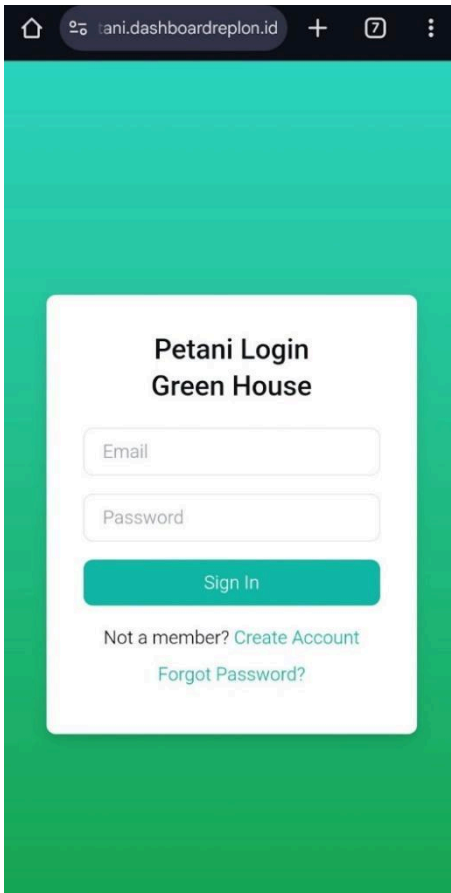 tani.dashboardreplon.id
7
Petani Login
Green House
Email
Password
Sign In
Not a member? Create Account
Forgot Password?